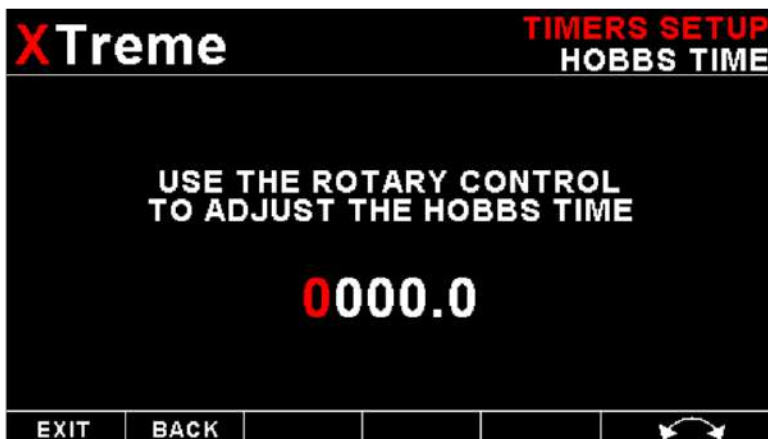 XTreme
TIMERS SETUP
HOBBS TIME
USE THE ROTARY CONTROL
TO ADJUST THE HOBBS TIME
0000.0
EXIT BACK